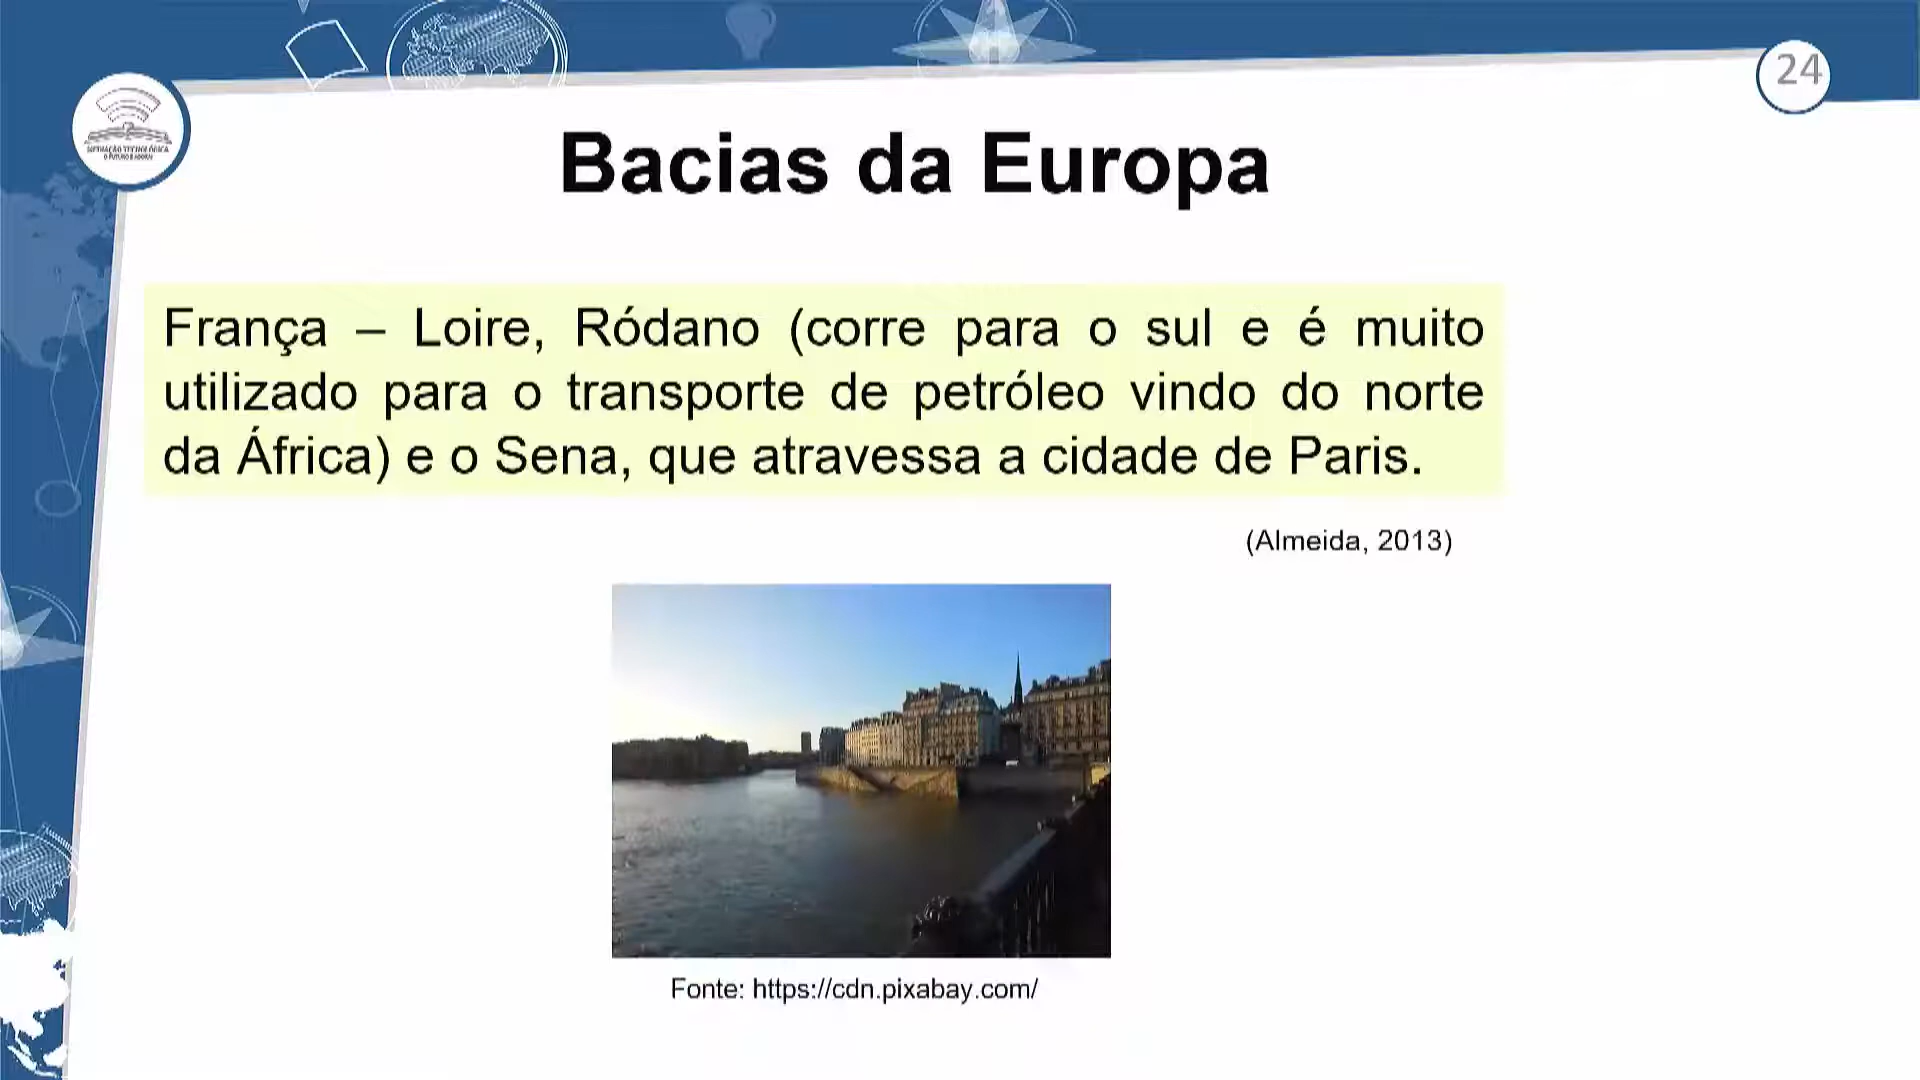 24
Bacias da Europa
França – Loire, Ródano (corre para o sul e é muito
utilizado para o transporte de petróleo vindo do norte
da África) e o Sena, que atravessa a cidade de Paris.
(Almeida, 2013)
Fonte: https://cdn.pixabay.com/